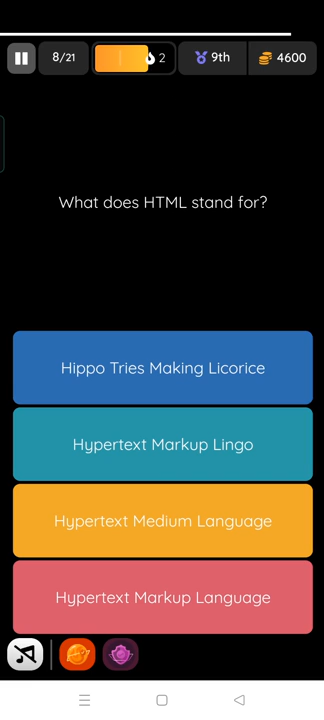 8/21
2
9th
4600
What does HTML stand for?
Hippo Tries Making Licorice
Hypertext Markup Lingo
Hypertext Medium Language
Hypertext Markup Language